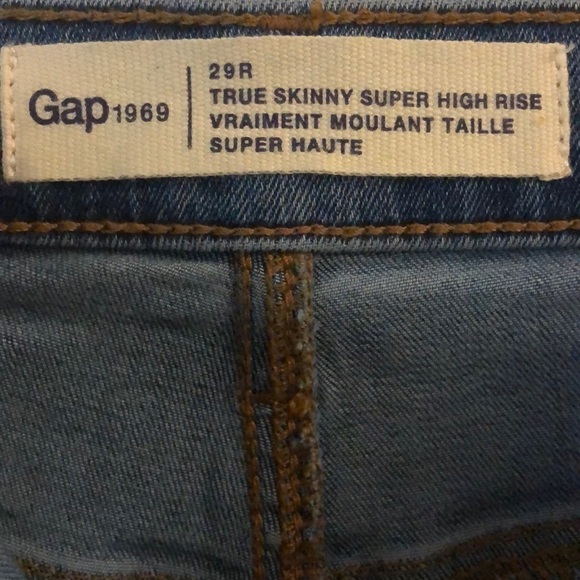 Gap1969
29R
TRUE SKINNY SUPER HIGH RISE
VRAIMENT MOULANT TAILLE
SUPER HAUTE